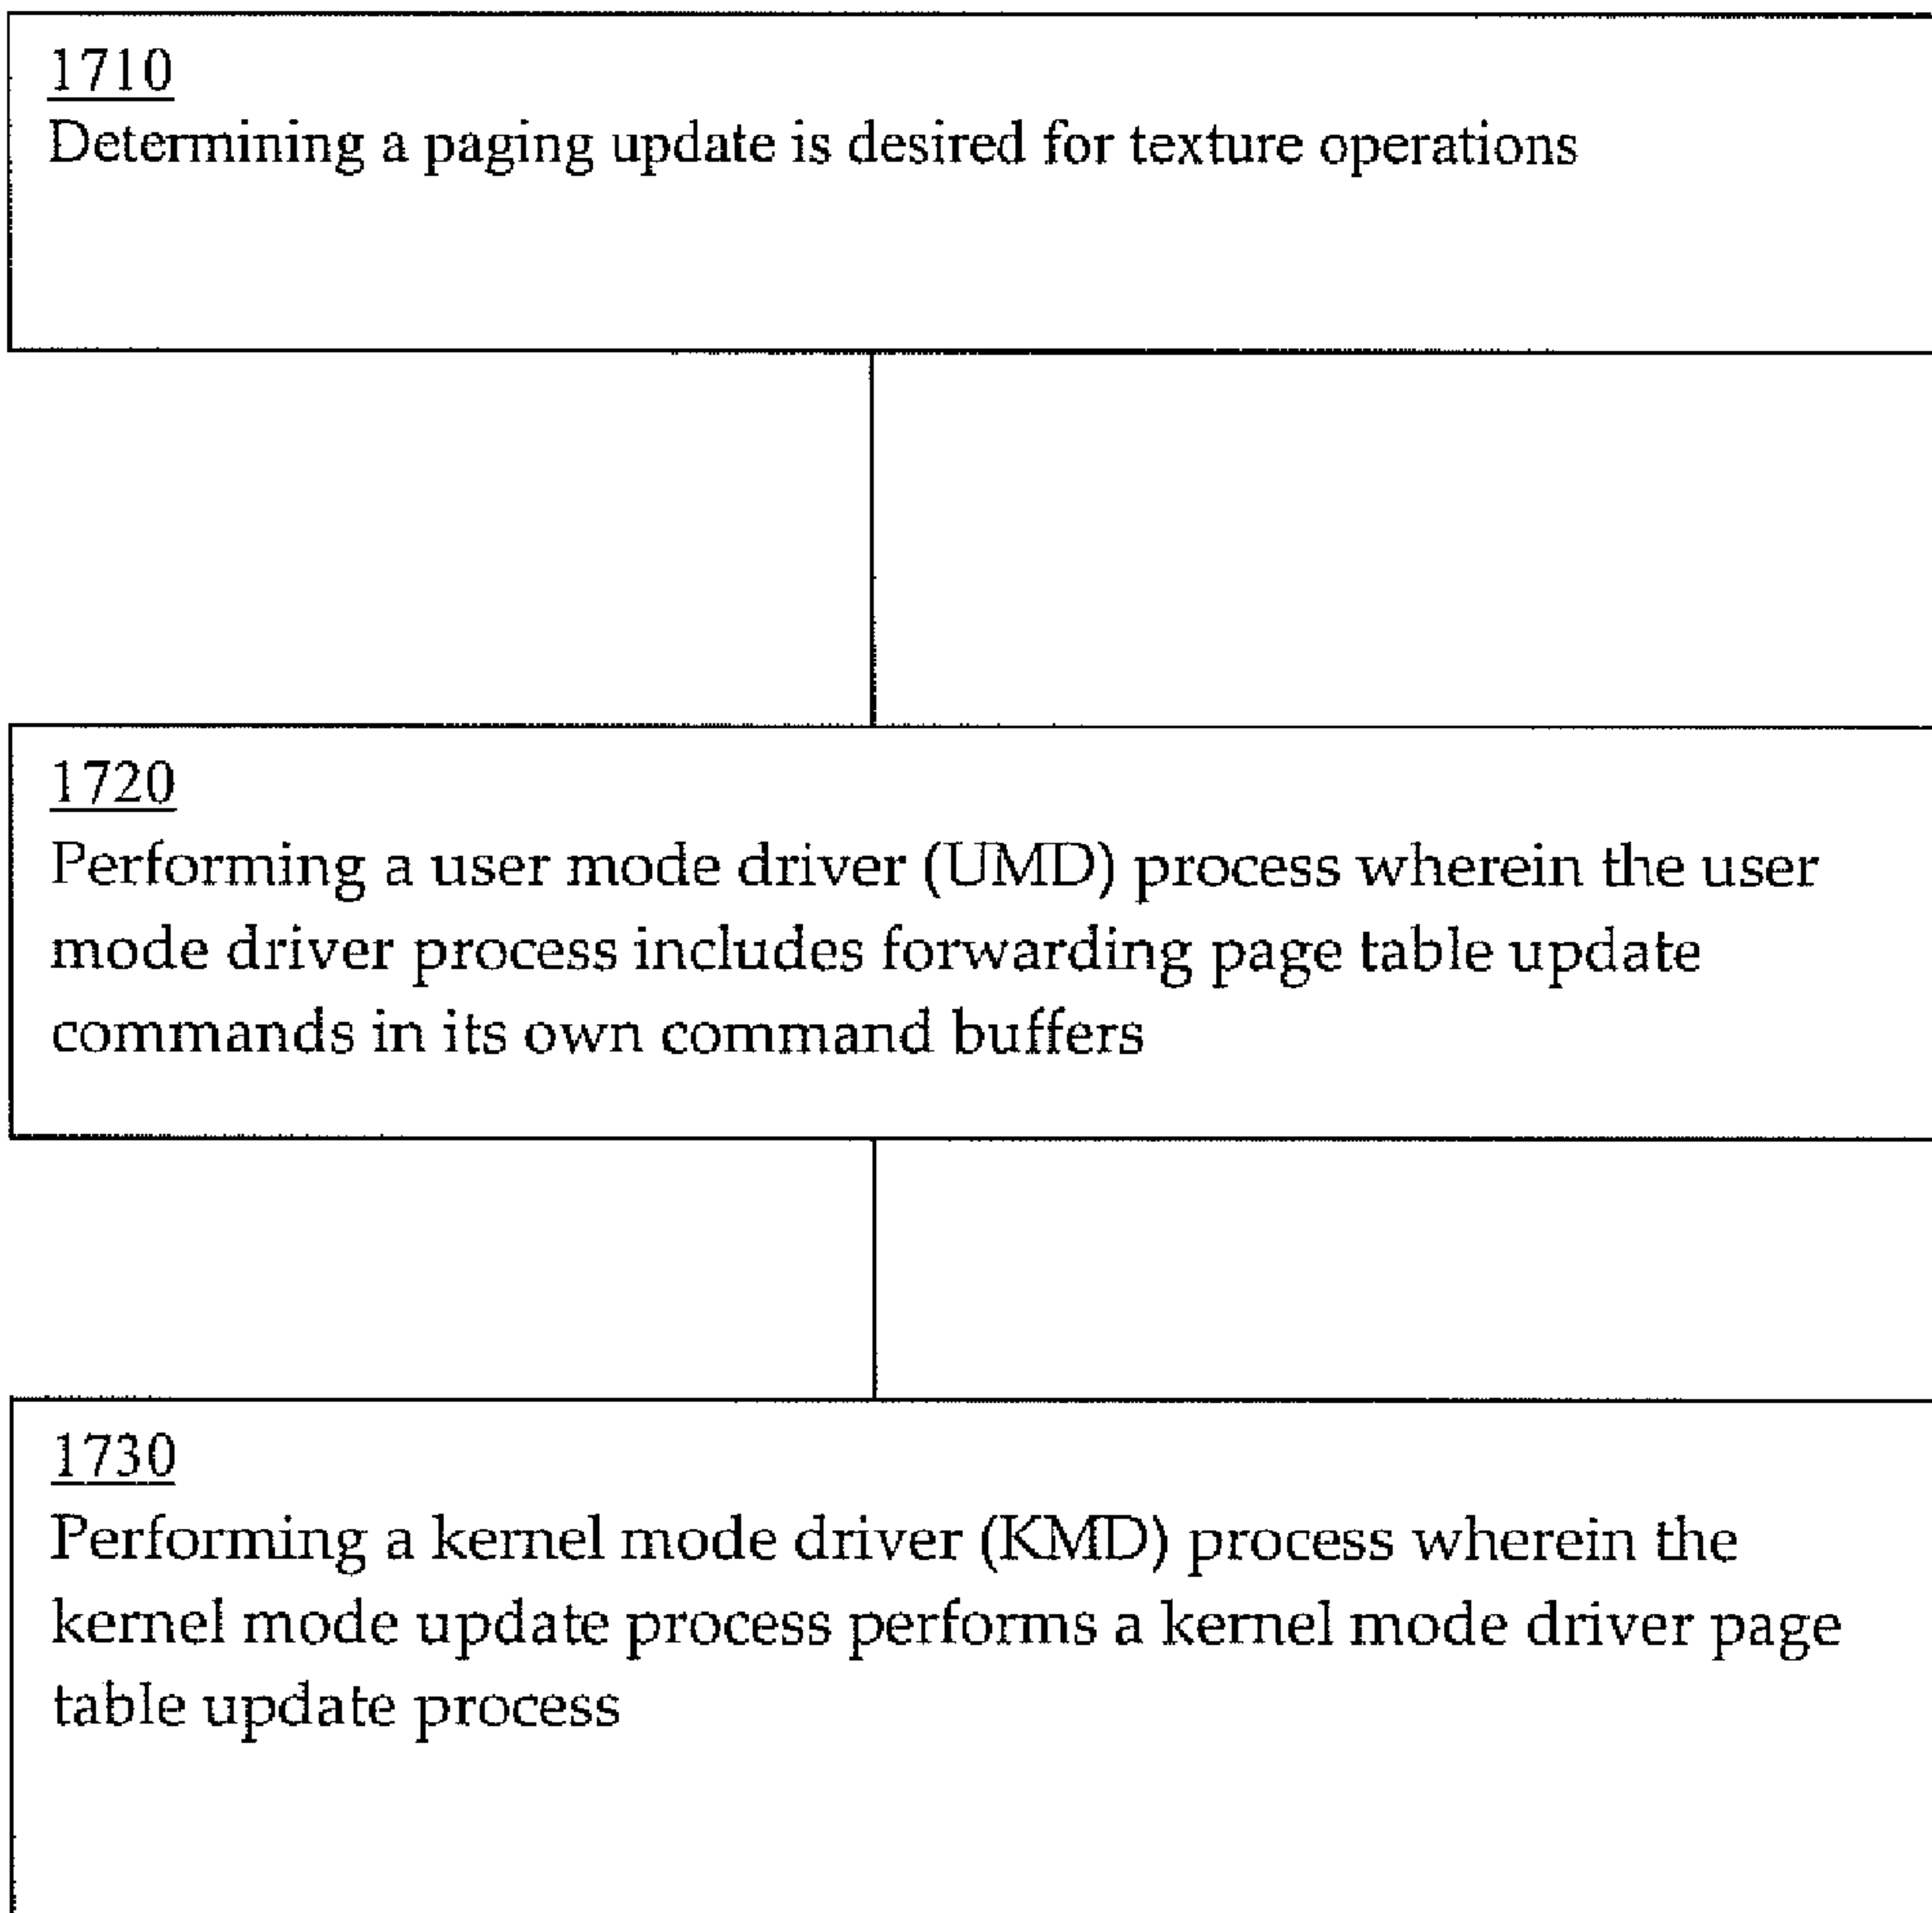 1710
Determining a paging update is desired for texture operations
1720
Performing a user mode driver (UMD) process wherein the user
mode driver process includes forwarding page table update
commands in its own command buffers
1730
Performing a kernel mode driver (KMD) process wherein the
kernel mode update process performs a kernel mode driver page
table update process